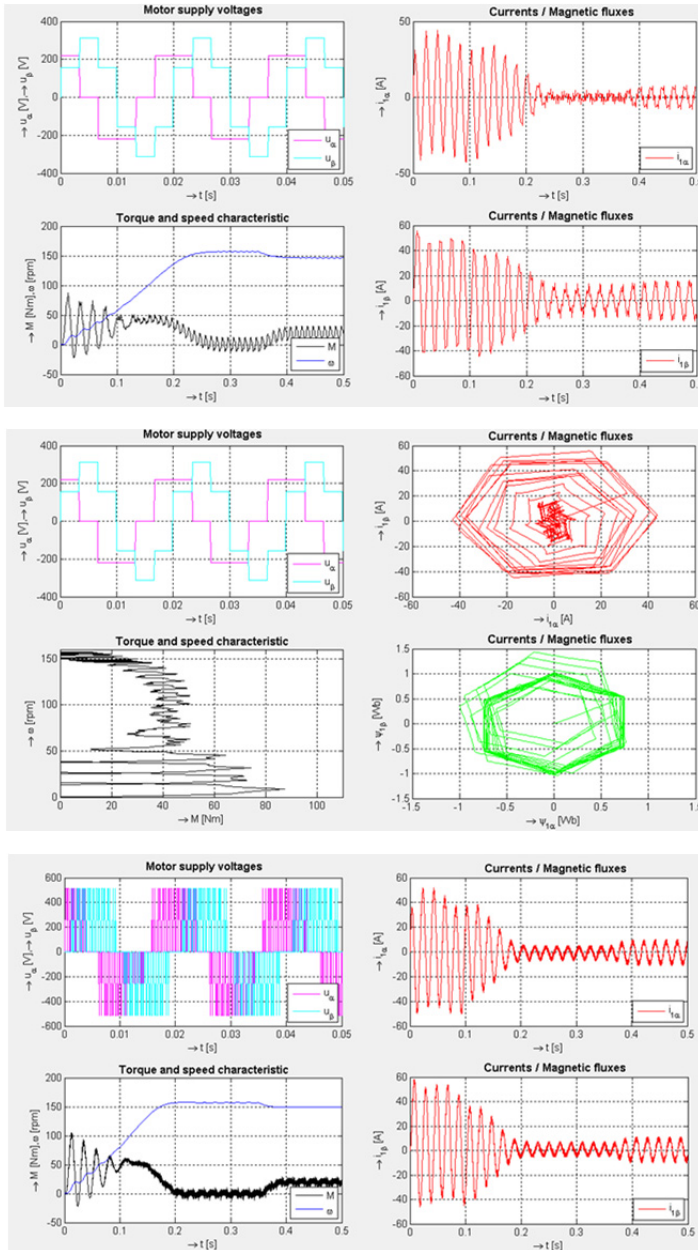 Motor supply voltages
400
200
0
-200
-400
0
0.01
0.02
0.03
0.04
0.05
→ u_α [V],→ u_β [V]
→ t [s]
u_α
u_β
Currents / Magnetic fluxes
50
0
-50
0
0.1
0.2
0.3
0.4
0.5
→ i_1α [A]
→ t [s]
i_1α
Torque and speed characteristic
200
150
100
50
0
-50
0
0.1
0.2
0.3
0.4
0.5
→ M [Nm],ω [rpm]
→ t [s]
M
ω
Currents / Magnetic fluxes
60
40
20
0
-20
-40
-60
0
0.1
0.2
0.3
0.4
0.5
→ i_1β [A]
→ t [s]
i_1β
Motor supply voltages
400
200
0
-200
-400
0
0.01
0.02
0.03
0.04
0.05
→ u_α [V],→ u_β [V]
→ t [s]
u_α
u_β
Currents / Magnetic fluxes
60
40
20
0
-20
-40
-60
-60
-40
-20
0
20
40
60
→ i_1β [A]
→ i_1α [A]
Torque and speed characteristic
150
100
50
0
0
20
40
60
80
100
→ ω [rpm]
→ M [Nm]
Currents / Magnetic fluxes
1.5
1
0.5
0
-0.5
-1
-1.5
-1.5
-1
-0.5
0
0.5
1
1.5
→ ψ_1β [Wb]
→ ψ_1α [Wb]
Motor supply voltages
600
400
200
0
-200
-400
-600
0
0.01
0.02
0.03
0.04
0.05
→ u_α [V],→ u_β [V]
→ t [s]
u_α
u_β
Currents / Magnetic fluxes
60
40
20
0
-20
-40
-60
0
0.1
0.2
0.3
0.4
0.5
→ i_1α [A]
→ t [s]
i_1α
Torque and speed characteristic
200
150
100
50
0
-50
0
0.1
0.2
0.3
0.4
0.5
→ M [Nm],ω [rpm]
→ t [s]
M
ω
Currents / Magnetic fluxes
60
40
20
0
-20
-40
-60
0
0.1
0.2
0.3
0.4
0.5
→ i_1β [A]
→ t [s]
i_1β